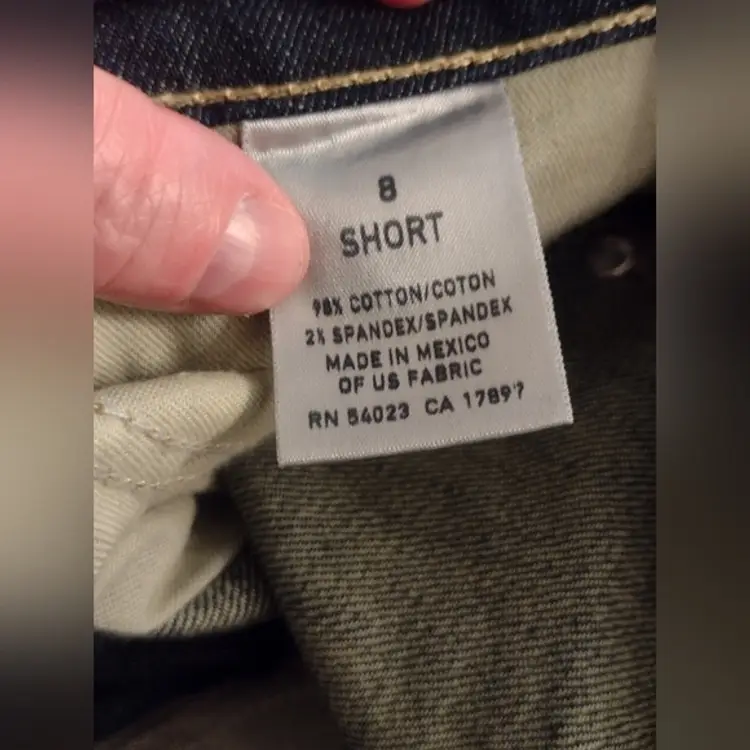 8
SHORT
98% COTTON/COTON
2% SPANDEX/SPANDEX
MADE IN MEXICO
OF US FABRIC
RN 54023 CA 17897